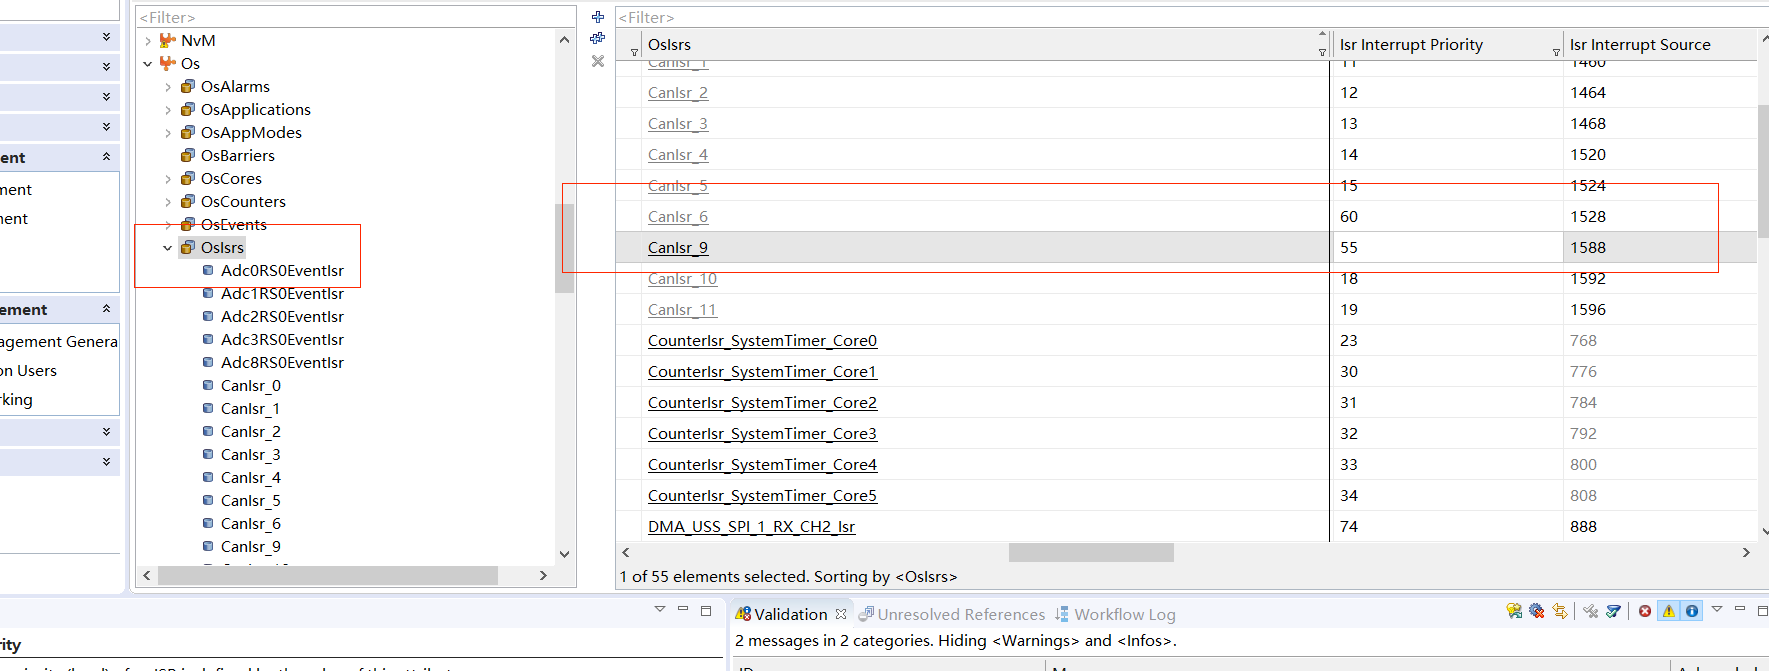 <Filter>
<Filter>
NvM
Os
OsAlarms
OsApplications
OsAppModes
OsBarriers
OsCores
OsCounters
OsEvents
OsIsrs
Adc0RS0EventIsr
Adc1RS0EventIsr
Adc2RS0EventIsr
Adc3RS0EventIsr
Adc8RS0EventIsr
CanIsr_0
CanIsr_1
CanIsr_2
CanIsr_3
CanIsr_4
CanIsr_5
CanIsr_6
CanIsr_9
ent
ment
nent
ement
agement Genera
on Users
rking
OsIsrs Isr Interrupt Priority Isr Interrupt Source
CanIsr_1 11 1460
CanIsr_2 12 1464
CanIsr_3 13 1468
CanIsr_4 14 1520
CanIsr_5 15 1524
CanIsr_6 60 1528
CanIsr_9 55 1588
CanIsr_10 18 1592
CanIsr_11 19 1596
CounterIsr_SystemTimer_Core0 23 768
CounterIsr_SystemTimer_Core1 30 776
CounterIsr_SystemTimer_Core2 31 784
CounterIsr_SystemTimer_Core3 32 792
CounterIsr_SystemTimer_Core4 33 800
CounterIsr_SystemTimer_Core5 34 808
DMA_USS_SPI_1_RX_CH2_Isr 74 888
1 of 55 elements selected. Sorting by <OsIsrs>
rity
Validation Unresolved References Workflow Log
2 messages in 2 categories. Hiding <Warnings> and <Infos>.